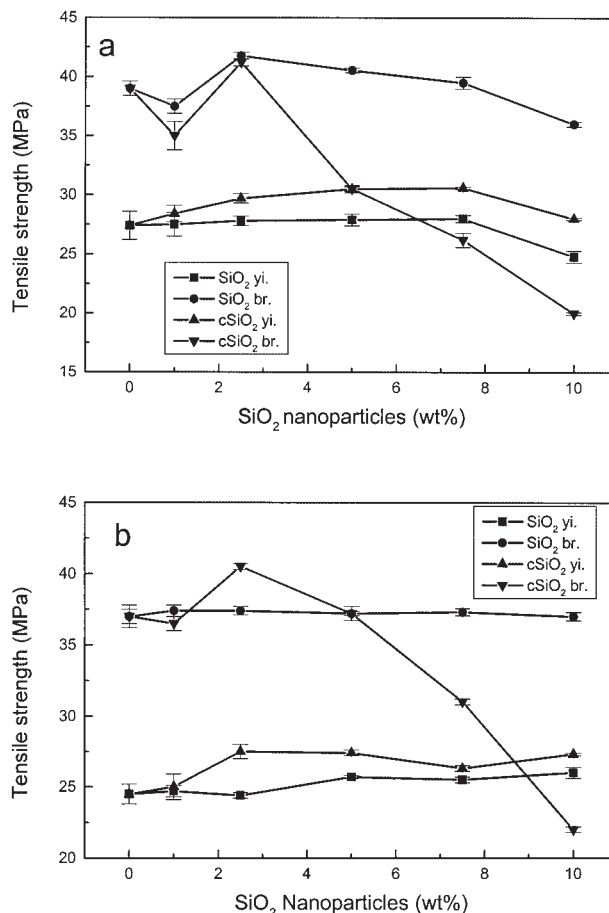 a
45
40
35
30
25
20
15
Tensile strength (MPa)
SiO₂ yi.
SiO₂ br.
cSiO₂ yi.
cSiO₂ br.
0 2 4 6 8 10
SiO₂ nanoparticles (wt%)
b
45
40
35
30
25
20
Tensile strength (MPa)
SiO₂ yi.
SiO₂ br.
cSiO₂ yi.
cSiO₂ br.
0 2 4 6 8 10
SiO₂ Nanoparticles (wt%)